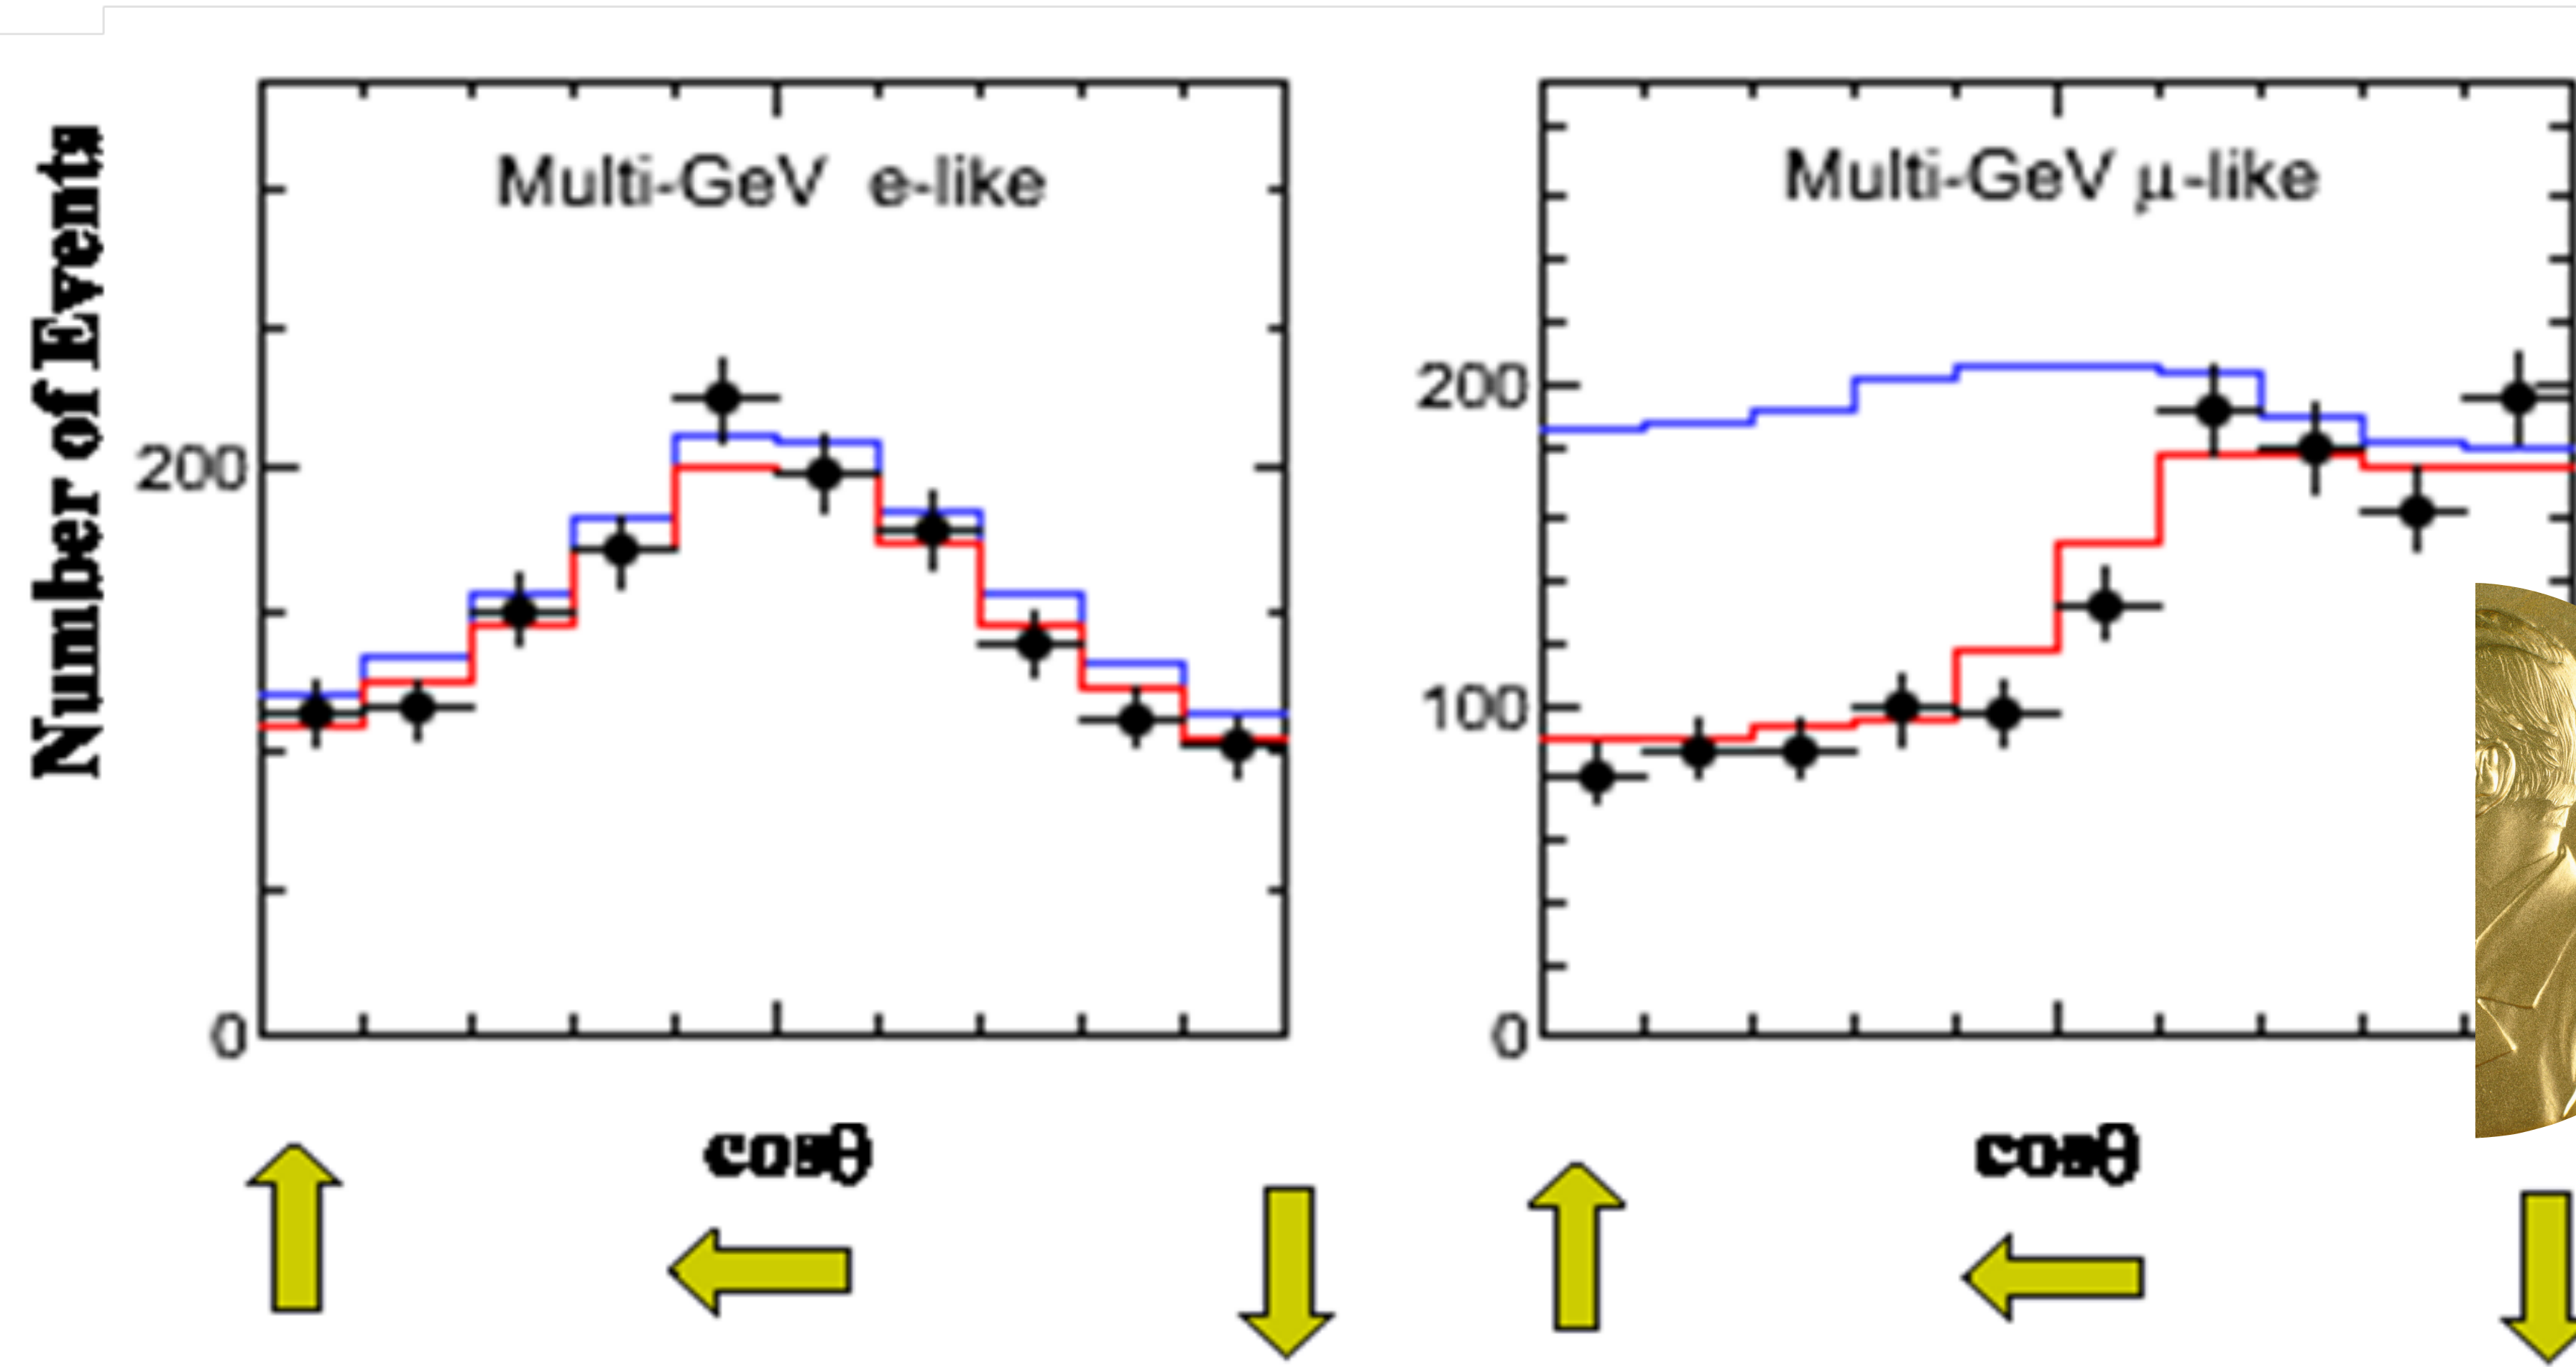 Number of Events
Multi-GeV e-like
200
0
cosθ
Multi-GeV μ-like
200
100
0
cosθ